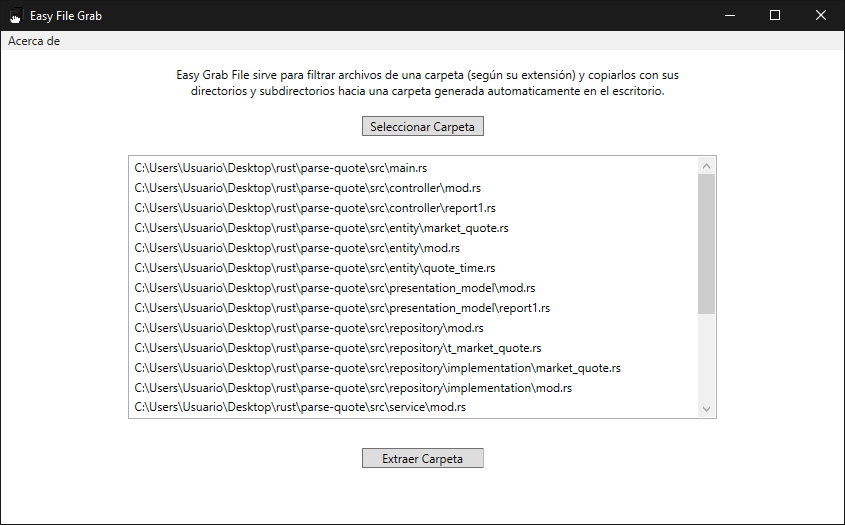 Easy File Grab
Acerca de
Easy Grab File sirve para filtrar archivos de una carpeta (según su extensión) y copiarlos con sus
directorios y subdirectorios hacia una carpeta generada automaticamente en el escritorio.
Seleccionar Carpeta
C:\Users\Usuario\Desktop\rust\parse-quote\src\main.rs
C:\Users\Usuario\Desktop\rust\parse-quote\src\controller\mod.rs
C:\Users\Usuario\Desktop\rust\parse-quote\src\controller\report1.rs
C:\Users\Usuario\Desktop\rust\parse-quote\src\entity\market_quote.rs
C:\Users\Usuario\Desktop\rust\parse-quote\src\entity\mod.rs
C:\Users\Usuario\Desktop\rust\parse-quote\src\entity\quote_time.rs
C:\Users\Usuario\Desktop\rust\parse-quote\src\presentation_model\mod.rs
C:\Users\Usuario\Desktop\rust\parse-quote\src\presentation_model\report1.rs
C:\Users\Usuario\Desktop\rust\parse-quote\src\repository\mod.rs
C:\Users\Usuario\Desktop\rust\parse-quote\src\repository\t_market_quote.rs
C:\Users\Usuario\Desktop\rust\parse-quote\src\repository\implementation\market_quote.rs
C:\Users\Usuario\Desktop\rust\parse-quote\src\repository\implementation\mod.rs
C:\Users\Usuario\Desktop\rust\parse-quote\src\service\mod.rs
Extraer Carpeta